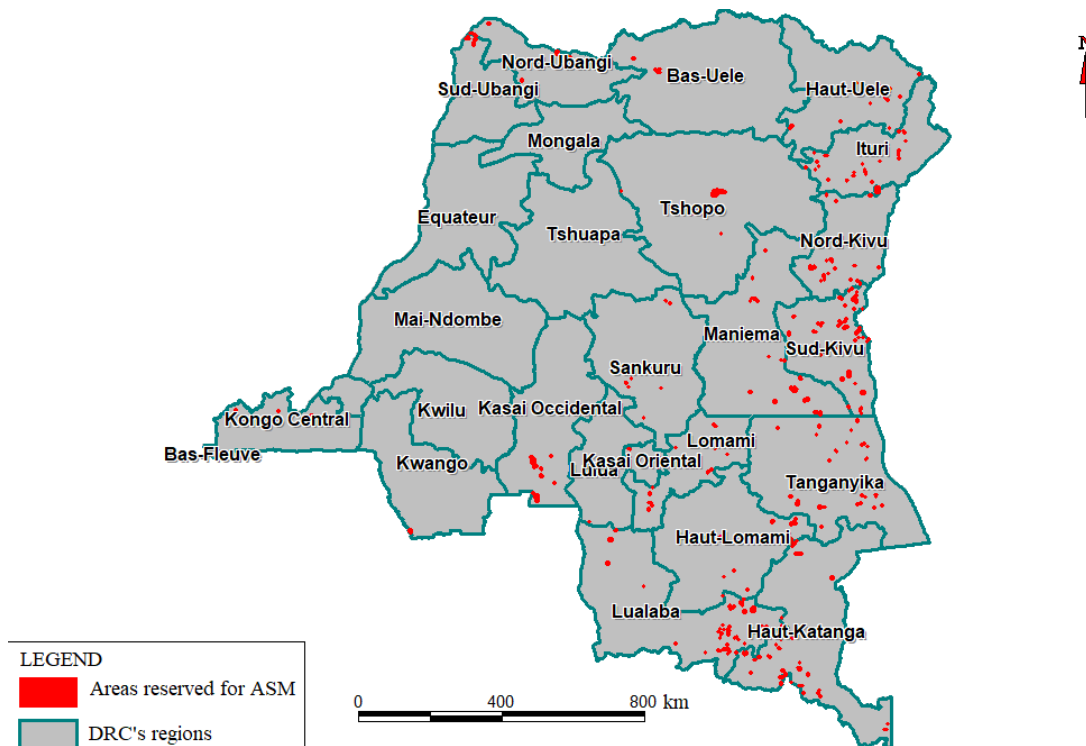 N
Nord-Ubangi
Bas-Uele
Sud-Ubangi
Haut-Uele
Mongala
Ituri
Equateur
Tshopo
Tshuapa
Nord-Kivu
Mai-Ndombe
Maniema
Sud-Kivu
Sankuru
Kwilu
Kasai Occidental
Kongo Central
Lomami
Bas-Fleuve
Kwango
Kasai Oriental
Lulua
Tanganyika
Haut-Lomami
Lualaba
Haut-Katanga
LEGEND
Areas reserved for ASM
DRC's regions
0 400 800 km